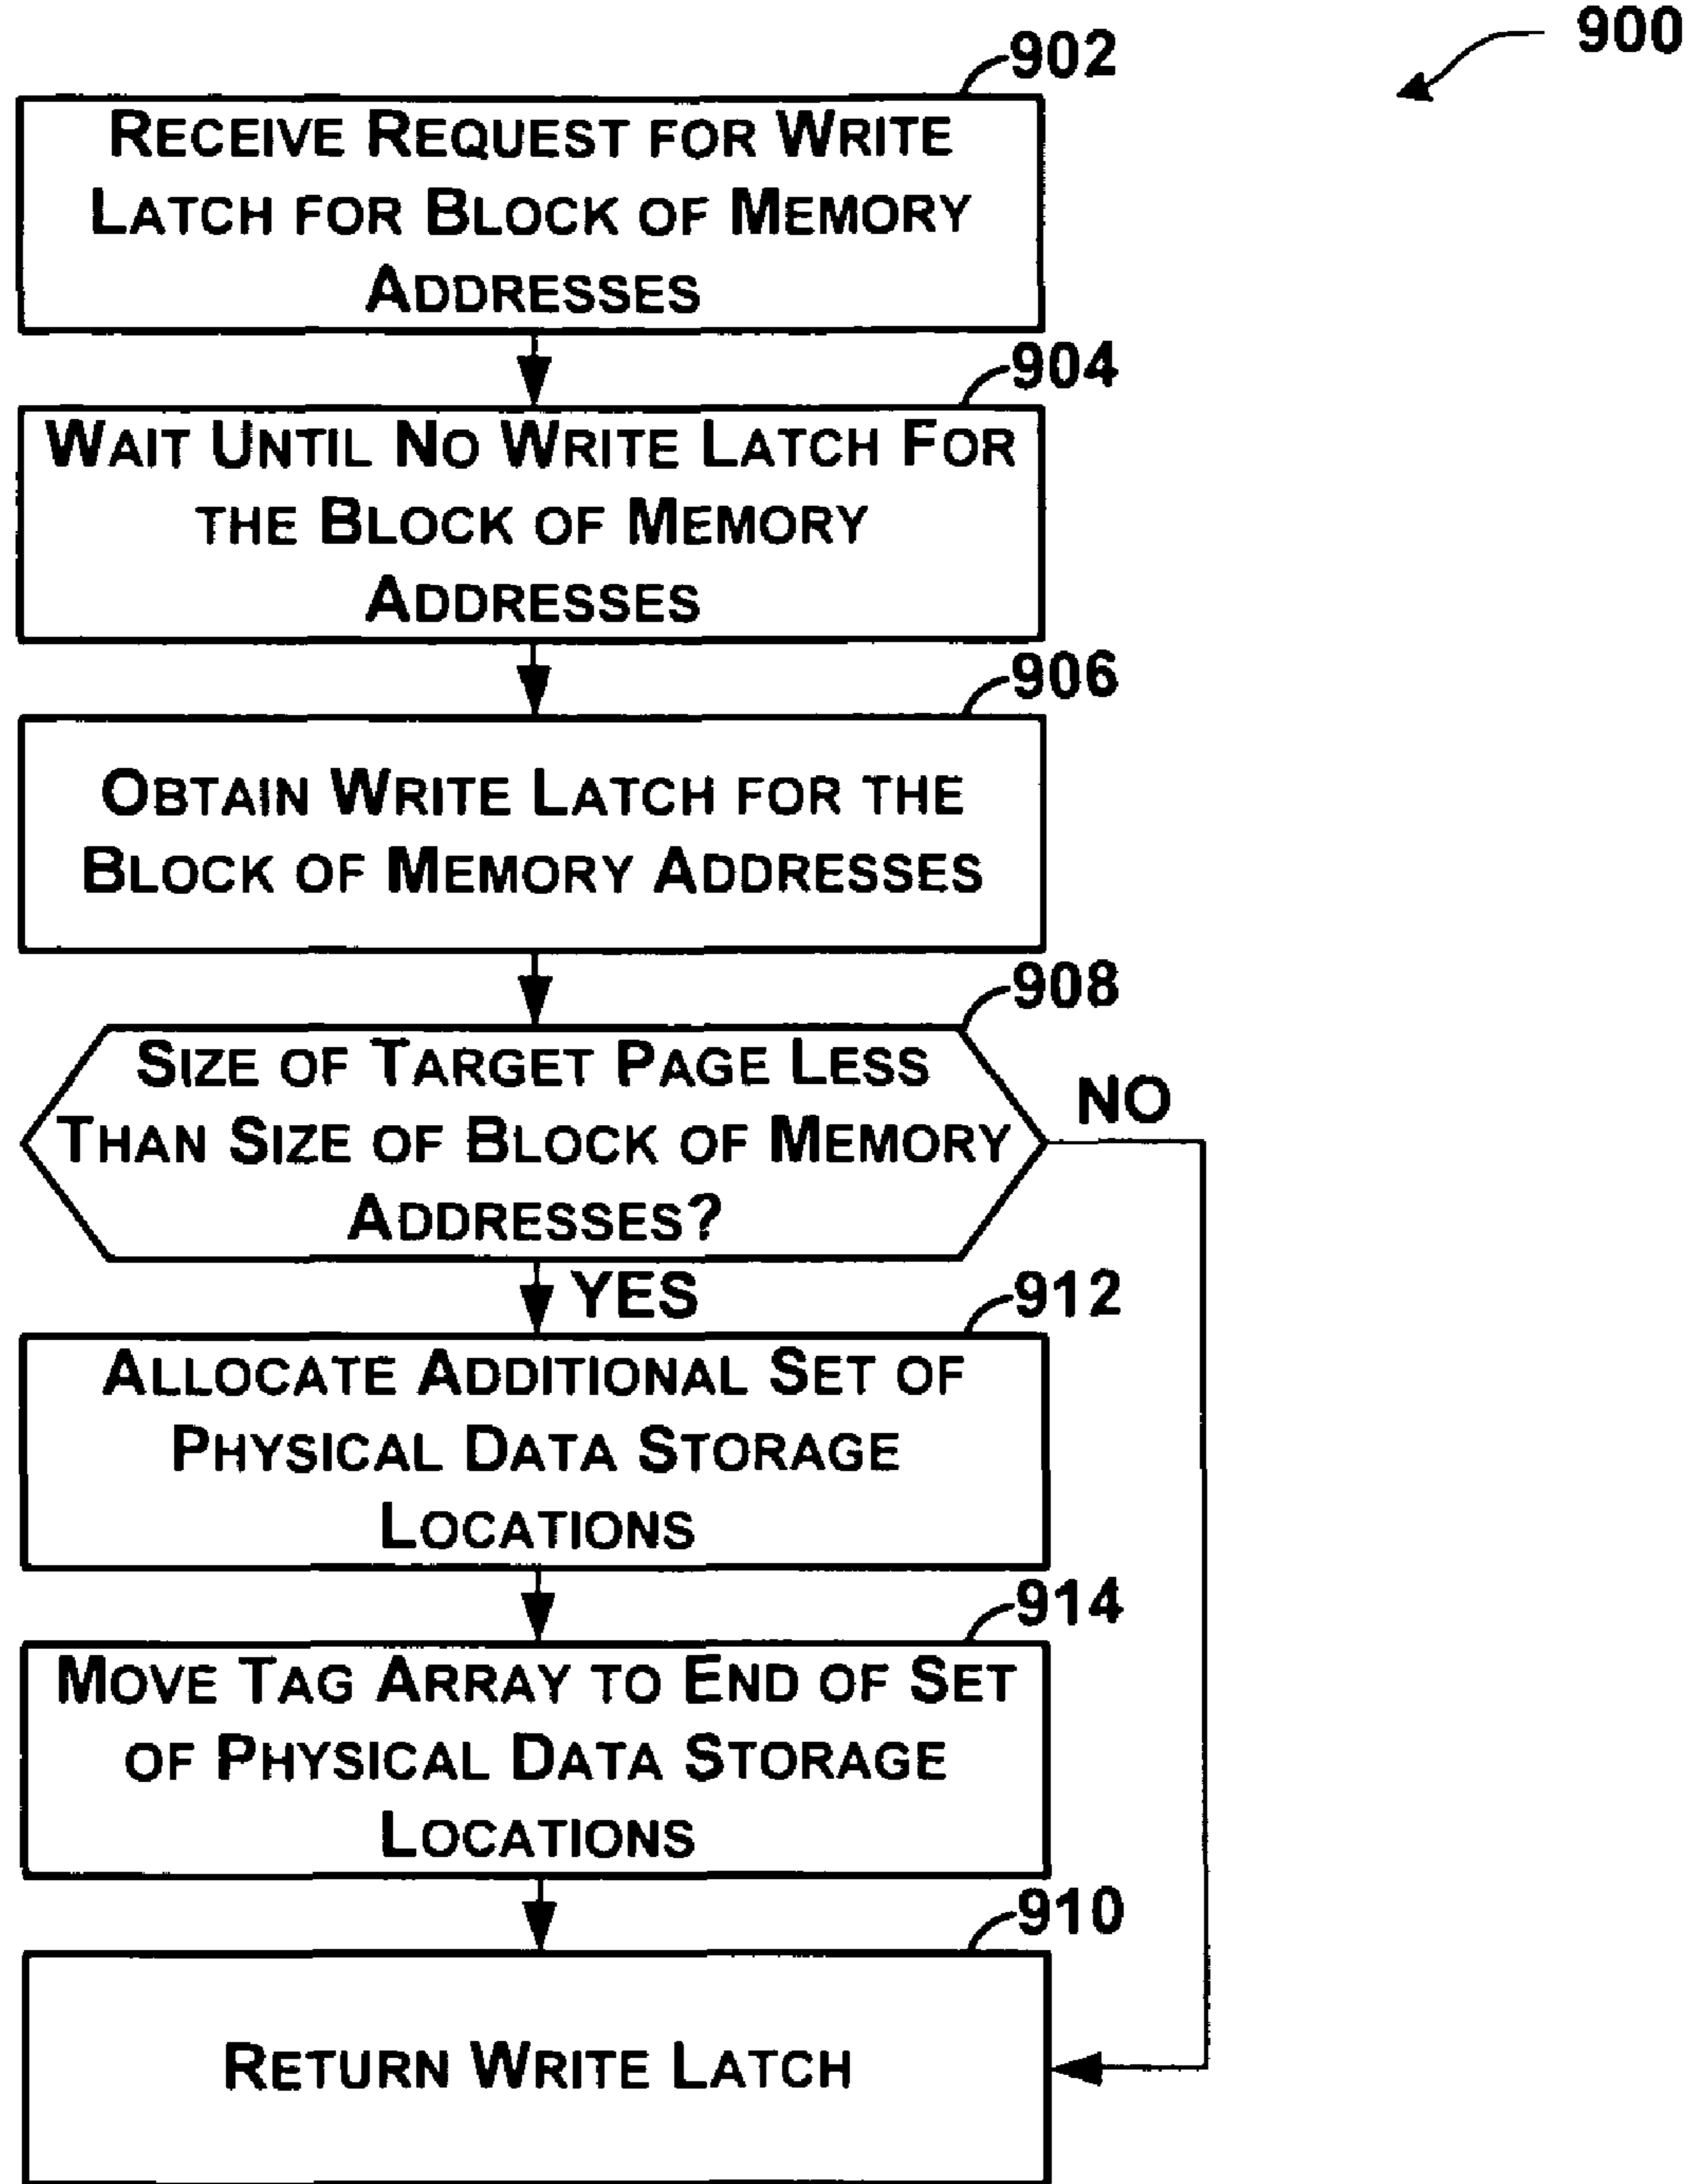 900
902
RECEIVE REQUEST FOR WRITE
LATCH FOR BLOCK OF MEMORY
ADDRESSES
904
WAIT UNTIL NO WRITE LATCH FOR
THE BLOCK OF MEMORY
ADDRESSES
906
OBTAIN WRITE LATCH FOR THE
BLOCK OF MEMORY ADDRESSES
908
SIZE OF TARGET PAGE LESS
THAN SIZE OF BLOCK OF MEMORY
ADDRESSES?
NO
YES
912
ALLOCATE ADDITIONAL SET OF
PHYSICAL DATA STORAGE
LOCATIONS
914
MOVE TAG ARRAY TO END OF SET
OF PHYSICAL DATA STORAGE
LOCATIONS
910
RETURN WRITE LATCH